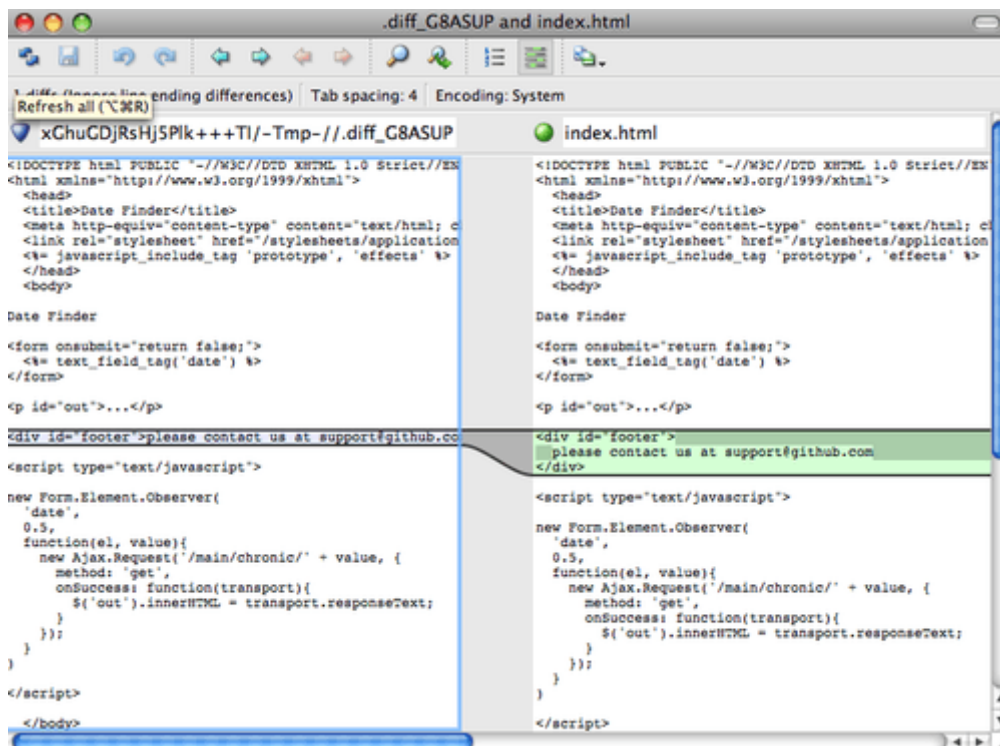 .diff_G8ASUP and index.html
ending differences) Tab spacing: 4 Encoding: System
Refresh all (⌥⌘R)
xGhuGDjRsHj5Plk+++TI/-Tmp-//.diff_G8ASUP
index.html
<!DOCTYPE html PUBLIC "-//W3C//DTD XHTML 1.0 Strict//EN
<html xmlns="http://www.w3.org/1999/xhtml">
<head>
<title>Date Finder</title>
<meta http-equiv="content-type" content="text/html; c
<link rel="stylesheet" href="/stylesheets/application
<%= javascript_include_tag 'prototype', 'effects' %>
</head>
<body>
Date Finder
<form onsubmit="return false;">
<%= text_field_tag('date') %>
</form>
<p id="out">...</p>
<div id="footer">please contact us at support@github.co
<script type="text/javascript">
new Form.Element.Observer(
'date',
0.5,
function(el, value){
new Ajax.Request('/main/chronic/' + value, {
method: 'get',
onSuccess: function(transport){
$('out').innerHTML = transport.responseText;
}
});
}
)
</script>
</body>
<!DOCTYPE html PUBLIC "-//W3C//DTD XHTML 1.0 Strict//EN
<html xmlns="http://www.w3.org/1999/xhtml">
<head>
<title>Date Finder</title>
<meta http-equiv="content-type" content="text/html; cl
<link rel="stylesheet" href="/stylesheets/application
<%= javascript_include_tag 'prototype', 'effects' %>
</head>
<body>
Date Finder
<form onsubmit="return false;">
<%= text_field_tag('date') %>
</form>
<p id="out">...</p>
<div id="footer">
please contact us at support@github.com
</div>
<script type="text/javascript">
new Form.Element.Observer(
'date',
0.5,
function(el, value){
new Ajax.Request('/main/chronic/' + value, {
method: 'get',
onSuccess: function(transport){
$('out').innerHTML = transport.responseText;
}
});
}
)
</script>